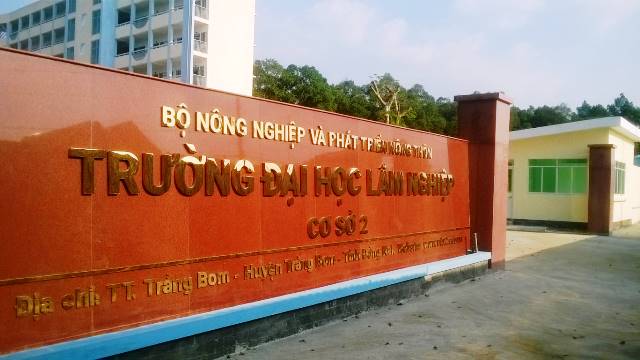 BỘ NÔNG NGHIỆP VÀ PHÁT TRIỂN NÔNG THÔN
TRƯỜNG ĐẠI HỌC LÂM NGHIỆP
CƠ SỞ 2
Địa chỉ: TT. Trảng Bom - Huyện Trảng Bom - Tỉnh Đồng Nai. Website: